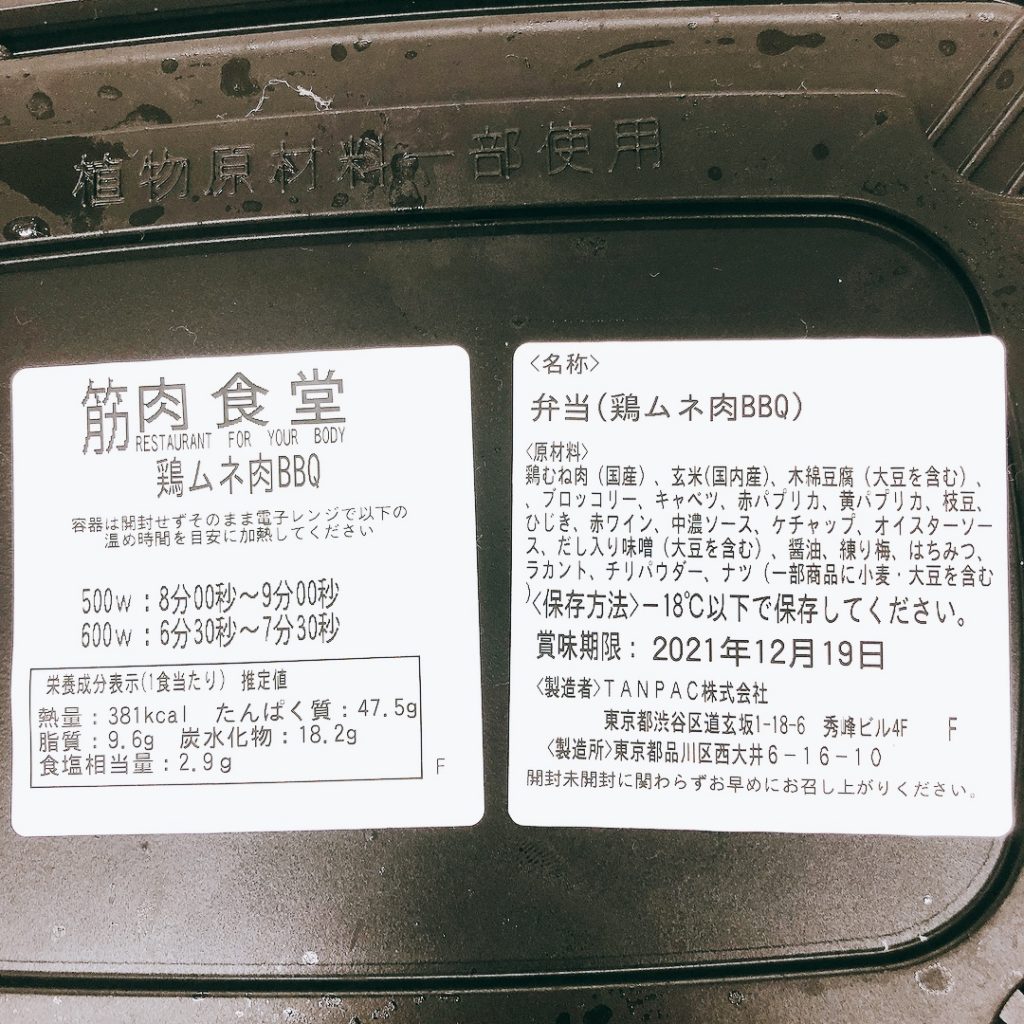 植物原材料一部使用
筋肉食堂
RESTAURANT FOR YOUR BODY
鶏ムネ肉BBQ
容器は開封せずそのまま電子レンジで以下の
温め時間を目安に加熱してください
500w：8分00秒～9分00秒
600w：6分30秒～7分30秒
栄養成分表示(1食当たり) 推定値
熱量：381kcal たんぱく質：47.5g
脂質：9.6g 炭水化物：18.2g
食塩相当量：2.9g
F
〈名称〉
弁当(鶏ムネ肉BBQ)
〈原材料〉
鶏むね肉（国産）、玄米(国内産)、木綿豆腐（大豆を含む）、
、ブロッコリー、キャベツ、赤パプリカ、黄パプリカ、枝豆、
ひじき、赤ワイン、中濃ソース、ケチャップ、オイスターソー
ス、だし入り味噌（大豆を含む）、醤油、練り梅、はちみつ、
ラカント、チリパウダー、ナツ（一部商品に小麦・大豆を含む
)〈保存方法〉－18℃以下で保存してください。
賞味期限：2021年12月19日
〈製造者〉TANPAC株式会社
東京都渋谷区道玄坂1-18-6 秀峰ビル4F F
〈製造所〉東京都品川区西大井6－16－10
開封未開封に関わらずお早めにお召し上がりください。